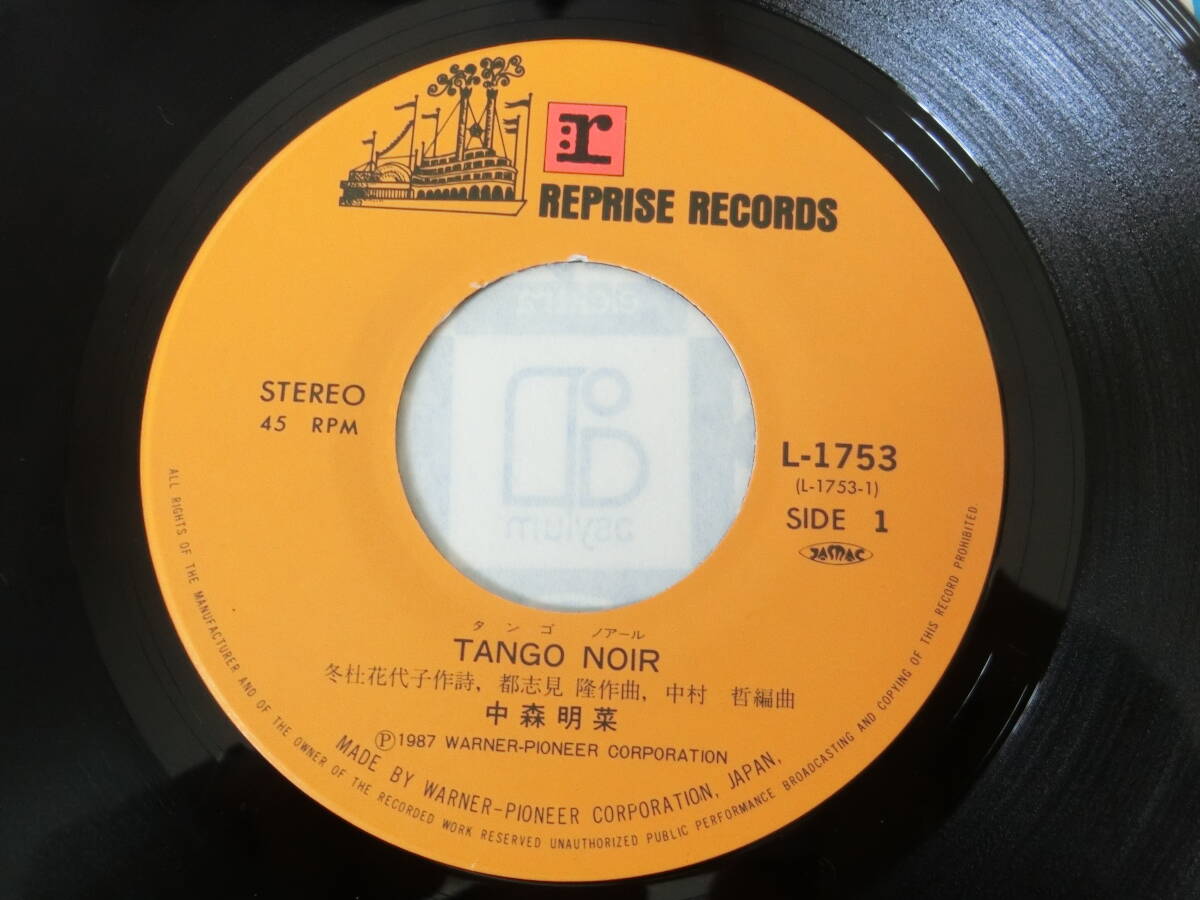 r
REPRISE RECORDS
STEREO
45 RPM
L-1753
(L-1753-1)
SIDE 1
JASRAC
タンゴ ノアール
TANGO NOIR
冬杜花代子作詩, 都志見 隆作曲, 中村 哲編曲
中森明菜
Ⓟ1987 WARNER-PIONEER CORPORATION
MADE BY WARNER-PIONEER CORPORATION, JAPAN,
ALL RIGHTS OF THE MANUFACTURER AND OF THE OWNER OF THE RECORDED WORK RESERVED UNAUTHORIZED PUBLIC PERFORMANCE BROADCASTING AND COPYING OF THIS RECORD PROHIBITED
elektra
asylum